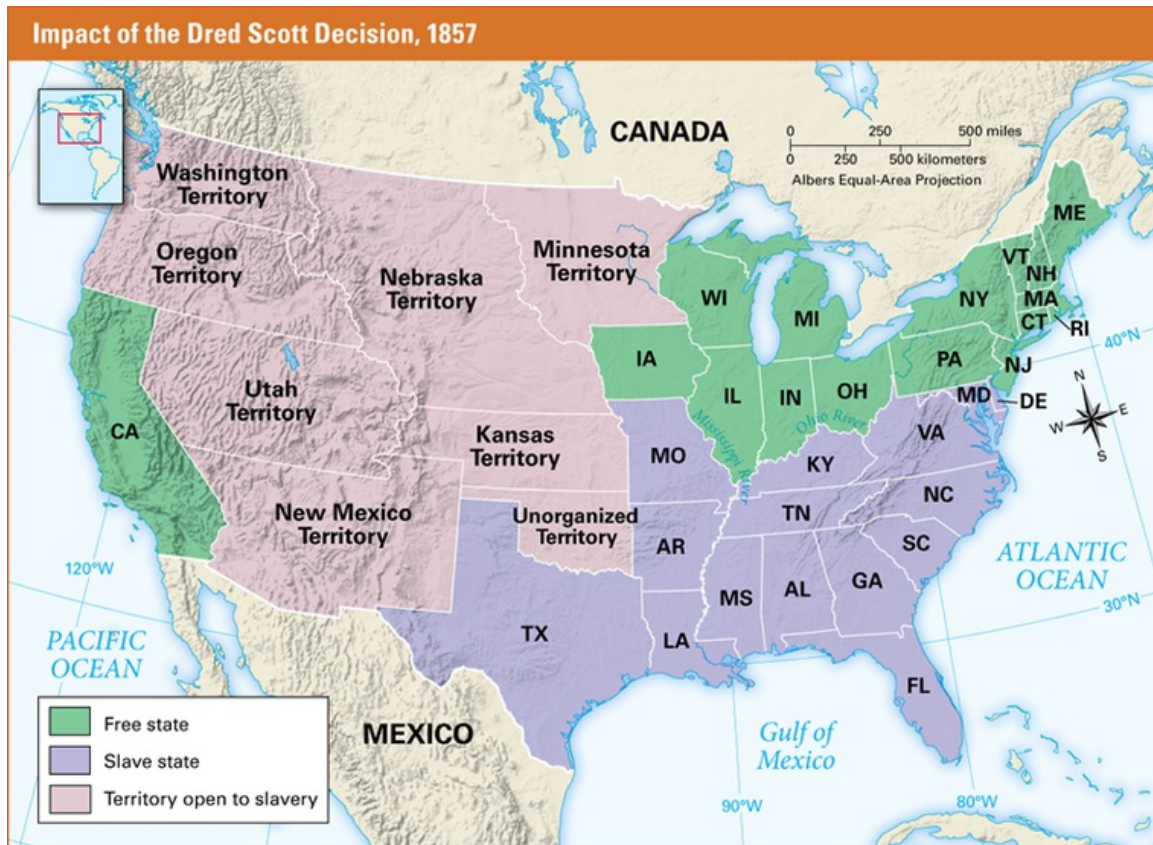 Impact of the Dred Scott Decision, 1857
CANADA
0 250 500 miles
0 250 500 kilometers
Albers Equal-Area Projection
Washington
Territory
Oregon
Territory
Nebraska
Territory
Minnesota
Territory
ME
VT
NH
NY
MA
CT
RI
WI
MI
40°N
IA
PA
NJ
IL
IN
OH
MD
DE
N
E
S
W
Utah
Territory
CA
Mississippi River
Ohio River
Kansas
Territory
MO
KY
VA
New Mexico
Territory
Unorganized
Territory
TN
NC
AR
SC
ATLANTIC
OCEAN
120°W
MS
AL
GA
30°N
PACIFIC
OCEAN
TX
LA
FL
MEXICO
Gulf of
Mexico
90°W
80°W
Free state
Slave state
Territory open to slavery